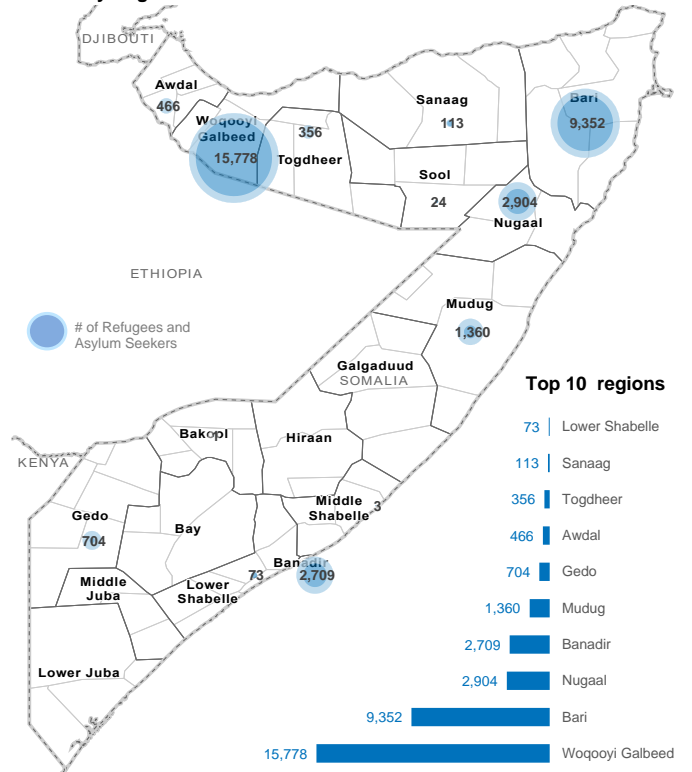 DJIBOUTI
Awdal
466
Woqooyi
Galbeed
15,778
356
Togdheer
Sanaag
113
Bari
9,352
Sool
24
2,904
Nugaal
ETHIOPIA
Mudug
1,360
# of Refugees and
Asylum Seekers
Galgaduud
SOMALIA
Hiraan
KENYA
Gedo
704
Bay
Middle
Shabelle
3
Banadir
2,709
73
Lower
Shabelle
Middle
Juba
Lower Juba
Top 10 regions
73 Lower Shabelle
113 Sanaag
356 Togdheer
466 Awdal
704 Gedo
1,360 Mudug
2,709 Banadir
2,904 Nugaal
9,352 Bari
15,778 Woqooyi Galbeed